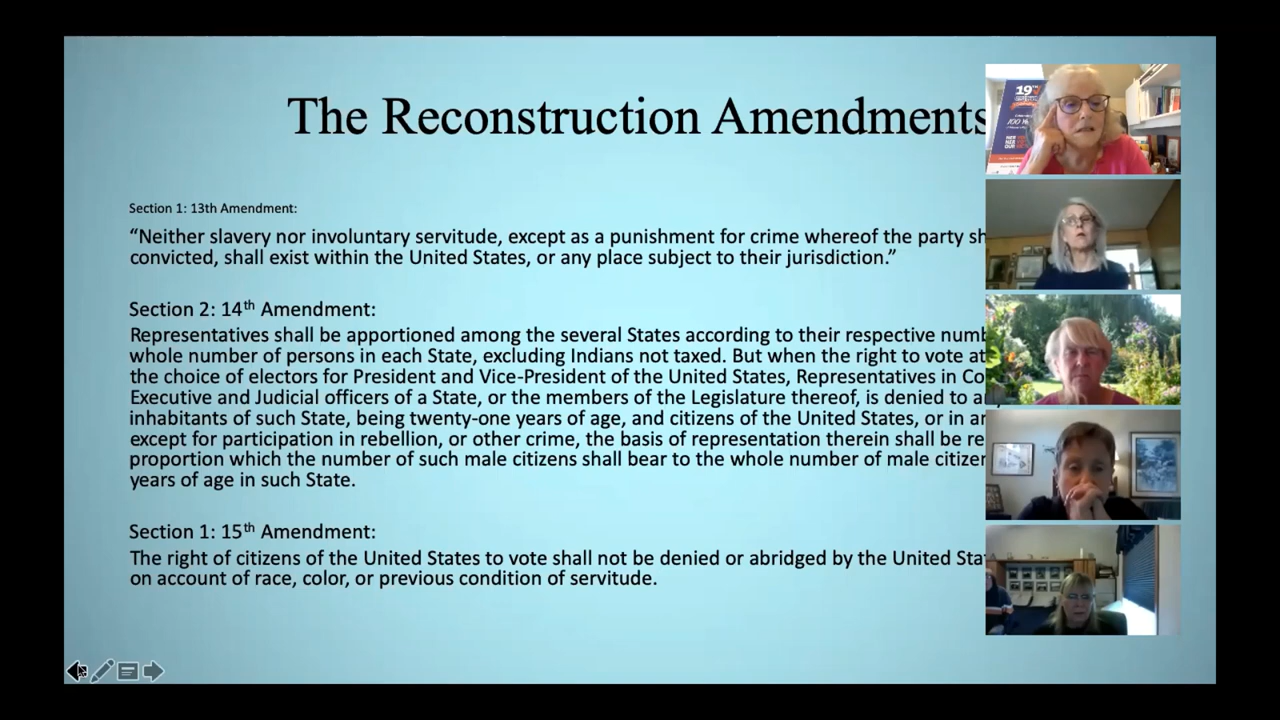 The Reconstruction Amendments
Section 1: 13th Amendment:
“Neither slavery nor involuntary servitude, except as a punishment for crime whereof the party sh
convicted, shall exist within the United States, or any place subject to their jurisdiction.”
Section 2: 14th Amendment:
Representatives shall be apportioned among the several States according to their respective numb
whole number of persons in each State, excluding Indians not taxed. But when the right to vote at
the choice of electors for President and Vice-President of the United States, Representatives in Co
Executive and Judicial officers of a State, or the members of the Legislature thereof, is denied to an
inhabitants of such State, being twenty-one years of age, and citizens of the United States, or in an
except for participation in rebellion, or other crime, the basis of representation therein shall be re
proportion which the number of such male citizens shall bear to the whole number of male citizen
years of age in such State.
Section 1: 15th Amendment:
The right of citizens of the United States to vote shall not be denied or abridged by the United Stat
on account of race, color, or previous condition of servitude.
19TH